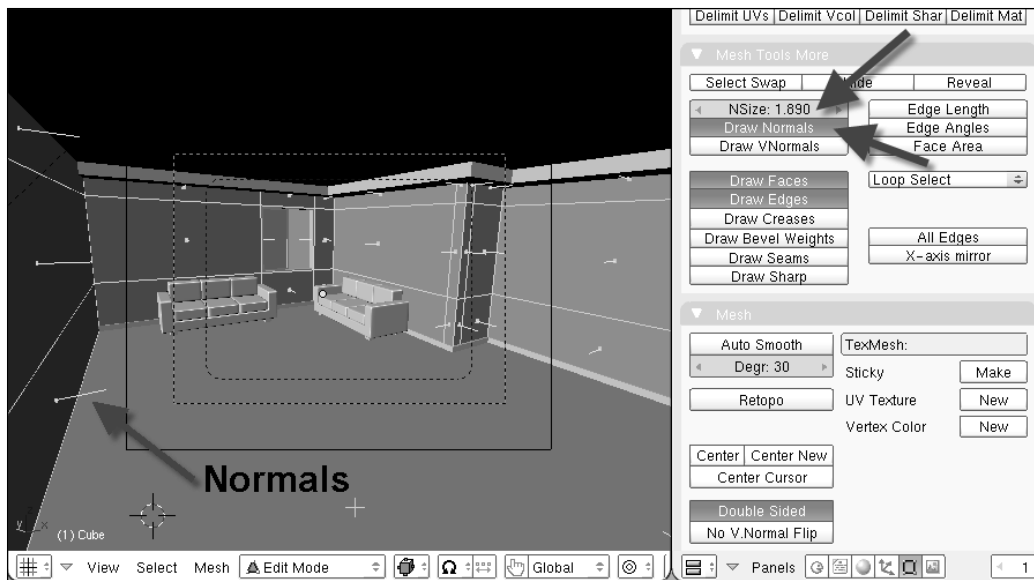 Delimit UVs Delimit Vcol Delimit Shar Delimit Mat
Mesh Tools More
Select Swap Reveal
NSize: 1.890
Draw Normals
Draw VNormals
Edge Length
Edge Angles
Face Area
Draw Faces
Draw Edges
Draw Creases
Draw Bevel Weights
Draw Seams
Draw Sharp
Loop Select
All Edges
X-axis mirror
Mesh
Auto Smooth
Degr: 30
Retopo
TexMesh:
Sticky Make
UV Texture New
Vertex Color New
Center Center New
Center Cursor
Double Sided
No V.Normal Flip
Normals
y x
(1) Cube
View Select Mesh Edit Mode Global
Panels 1